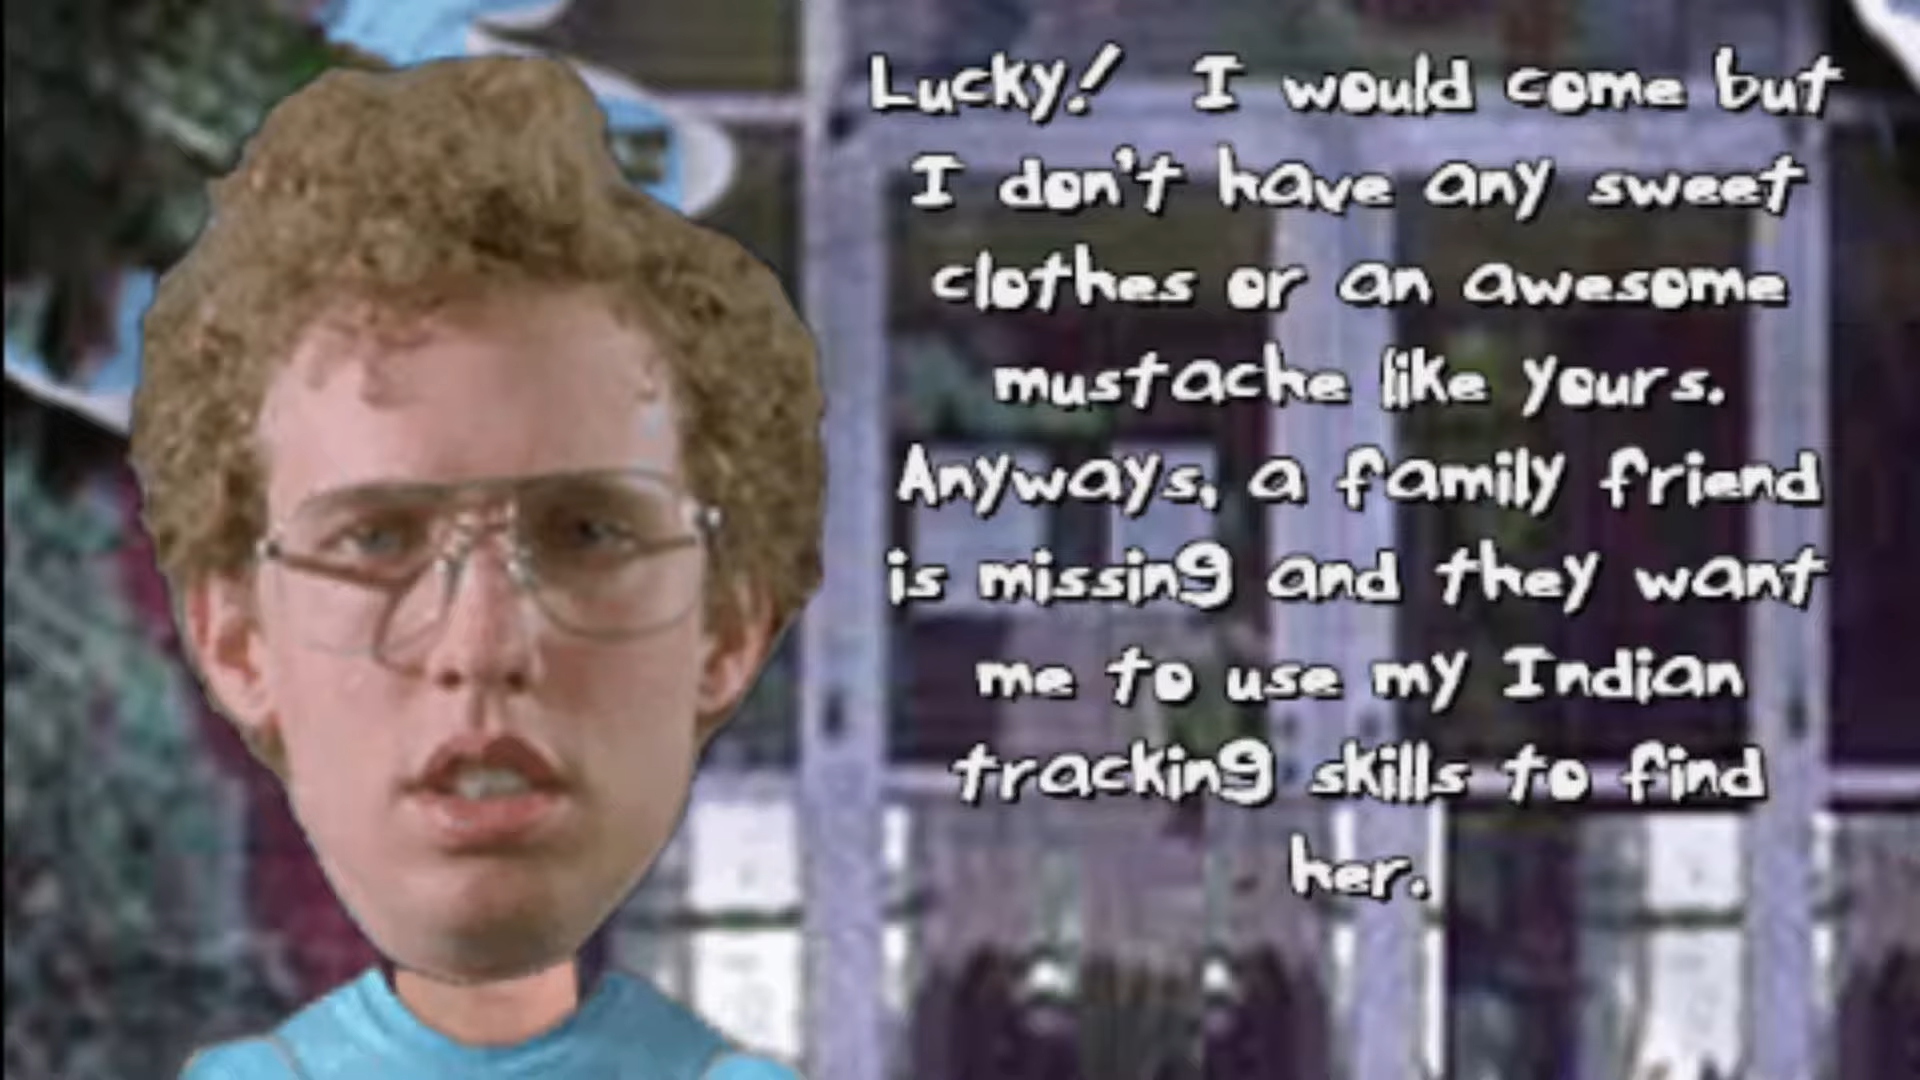 Lucky! I would come but
I don't have any sweet
clothes or an awesome
mustache like yours.
Anyways, a family friend
is missing and they want
me to use my Indian
tracking skills to find
her.